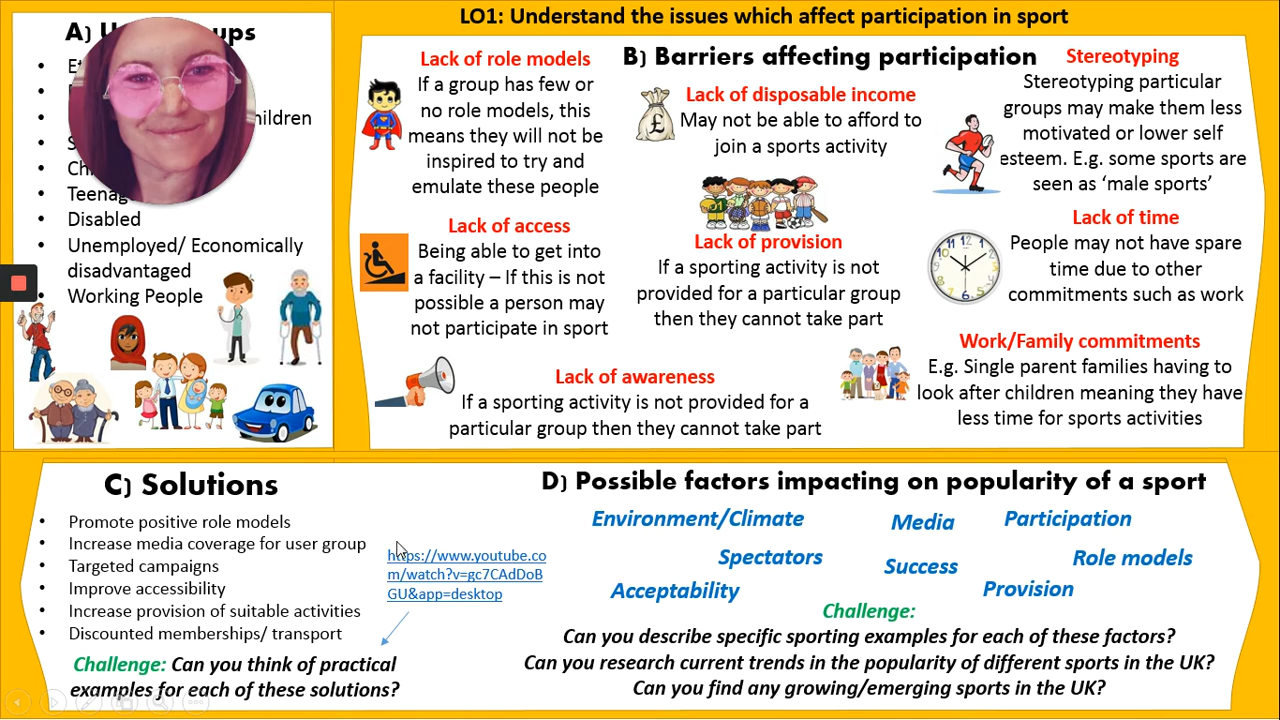 LO1: Understand the issues which affect participation in sport
A) U ups
hildren
Teenag
Disabled
Unemployed/ Economically
disadvantaged
Working People
B) Barriers affecting participation
Lack of role models
If a group has few or
no role models, this
means they will not be
inspired to try and
emulate these people
Lack of disposable income
May not be able to afford to
join a sports activity
Stereotyping
Stereotyping particular
groups may make them less
motivated or lower self
esteem. E.g. some sports are
seen as ‘male sports’
Lack of access
Being able to get into
a facility – If this is not
possible a person may
not participate in sport
Lack of provision
If a sporting activity is not
provided for a particular group
then they cannot take part
Lack of time
People may not have spare
time due to other
commitments such as work
Lack of awareness
If a sporting activity is not provided for a
particular group then they cannot take part
Work/Family commitments
E.g. Single parent families having to
look after children meaning they have
less time for sports activities
C) Solutions
Promote positive role models
Increase media coverage for user group
Targeted campaigns
Improve accessibility
Increase provision of suitable activities
Discounted memberships/ transport
https://www.youtube.co
m/watch?v=gc7CAdDoB
GU&app=desktop
Challenge: Can you think of practical
examples for each of these solutions?
D) Possible factors impacting on popularity of a sport
Environment/Climate Media Participation
Spectators Success Role models
Acceptability Provision
Challenge:
Can you describe specific sporting examples for each of these factors?
Can you research current trends in the popularity of different sports in the UK?
Can you find any growing/emerging sports in the UK?